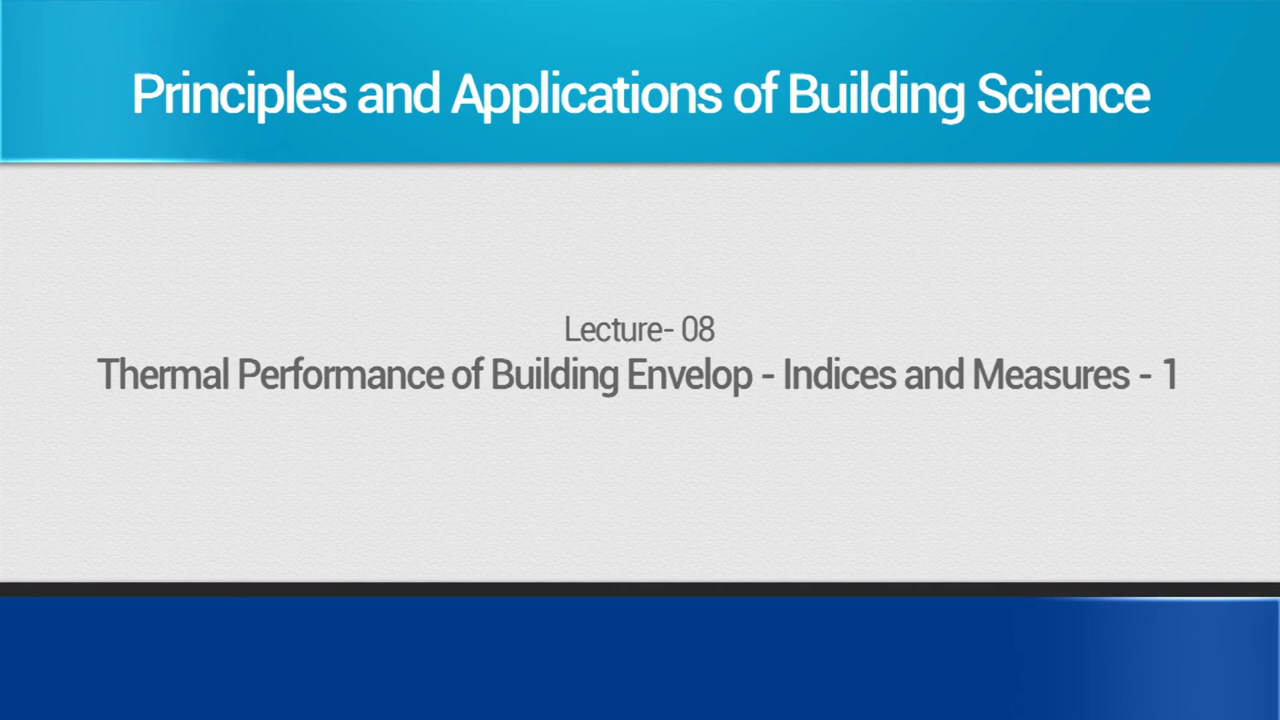 Principles and Applications of Building Science
Lecture- 08
Thermal Performance of Building Envelop - Indices and Measures - 1